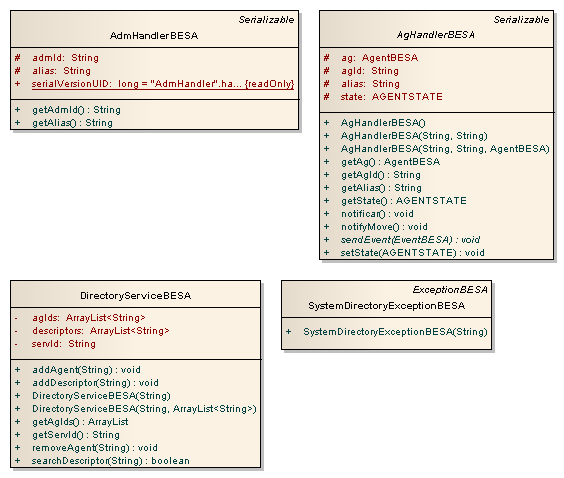 Serializable
AdmHandlerBESA
# admId: String
# alias: String
+ serialVersionUID: long = "AdmHandler".ha... {readOnly}
+ getAdmId() : String
+ getAlias() : String
Serializable
AgHandlerBESA
# ag: AgentBESA
# agId: String
# alias: String
# state: AGENTSTATE
+ AgHandlerBESA()
+ AgHandlerBESA(String, String)
+ AgHandlerBESA(String, String, AgentBESA)
+ getAg() : AgentBESA
+ getAgId() : String
+ getAlias() : String
+ getState() : AGENTSTATE
+ notificar() : void
+ notifyMove() : void
+ sendEvent(EventBESA) : void
+ setState(AGENTSTATE) : void
DirectoryServiceBESA
- agIds: ArrayList<String>
- descriptors: ArrayList<String>
- servId: String
+ addAgent(String) : void
+ addDescriptor(String) : void
+ DirectoryServiceBESA(String)
+ DirectoryServiceBESA(String, ArrayList<String>)
+ getAgIds() : ArrayList
+ getServId() : String
+ removeAgent(String) : void
+ searchDescriptor(String) : boolean
ExceptionBESA
SystemDirectoryExceptionBESA
+ SystemDirectoryExceptionBESA(String)